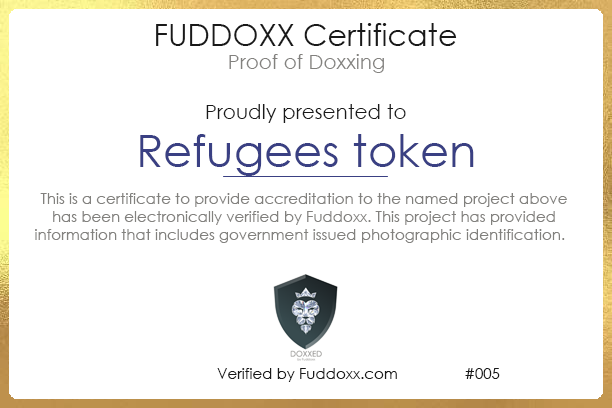 FUDDOXX Certificate
Proof of Doxxing
Proudly presented to
Refugees token
This is a certificate to provide accreditation to the named project above
has been electronically verified by Fuddoxx. This project has provided
information that includes government issued photographic identification.
DOXXED
by Fuddoxx
Verified by Fuddoxx.com #005